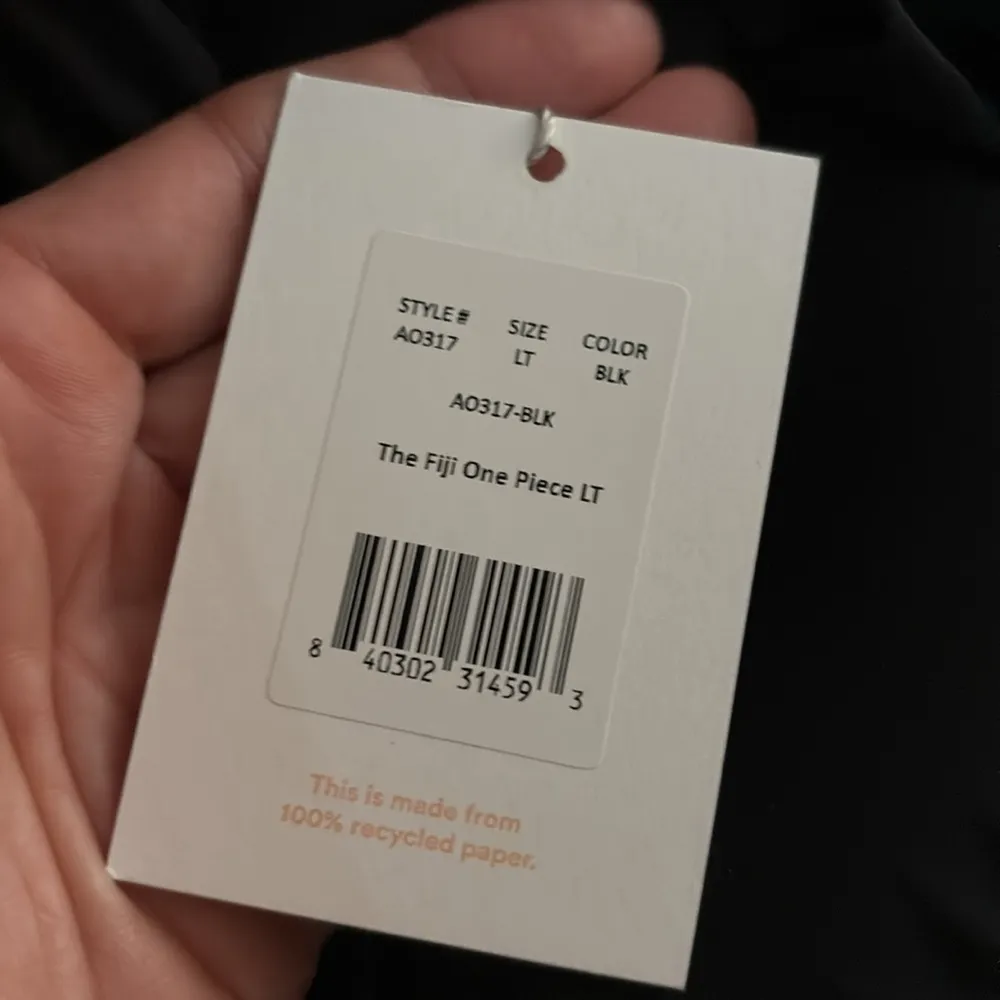 STYLE # SIZE COLOR
AO317 LT BLK
AO317-BLK
The Fiji One Piece LT
8 40302 31459 3
This is made from
100% recycled paper.